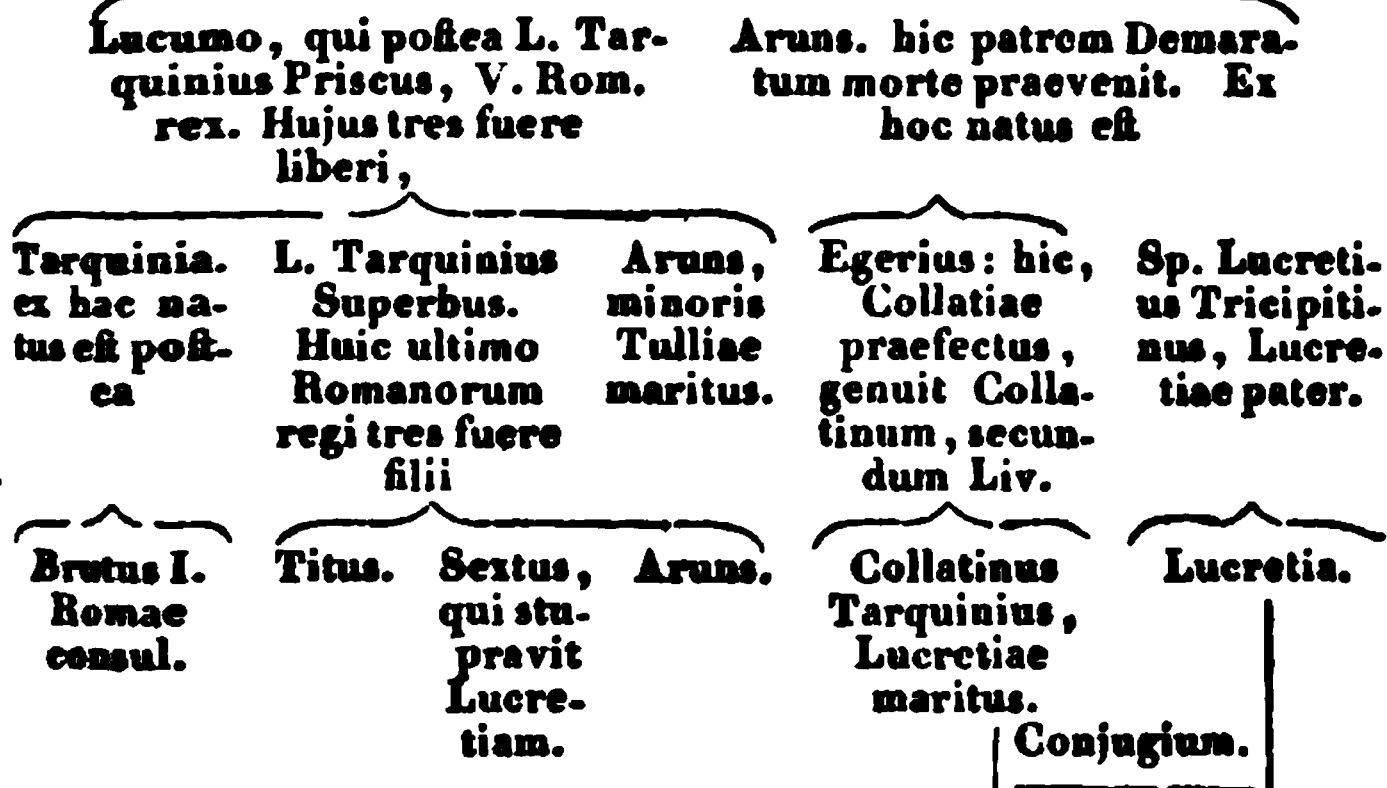 Lucumo, qui poſtea L. Tar-
quinius Priscus, V. Rom.
rex. Hujus tres fuere
liberi,
Aruns. hic patrem Demara-
tum morte praevenit. Ex
hoc natus eſt
Tarquinia.
ex hac na-
tus eſt poſt-
ea
L. Tarquinius
Superbus.
Huic ultimo
Romanorum
regi tres fuere
filii
Aruns,
minoris
Tulliae
maritus.
Egerius: hic,
Collatiae
praefectus,
genuit Colla-
tinum, secun-
dum Liv.
Sp. Lucreti-
us Tricipiti-
nus, Lucre-
tiae pater.
Brutus I.
Romae
consul.
Titus.
Sextus,
qui stu-
pravit
Lucre-
tiam.
Aruns.
Collatinus
Tarquinius,
Lucretiae
maritus.
Lucretia.
Conjugium.